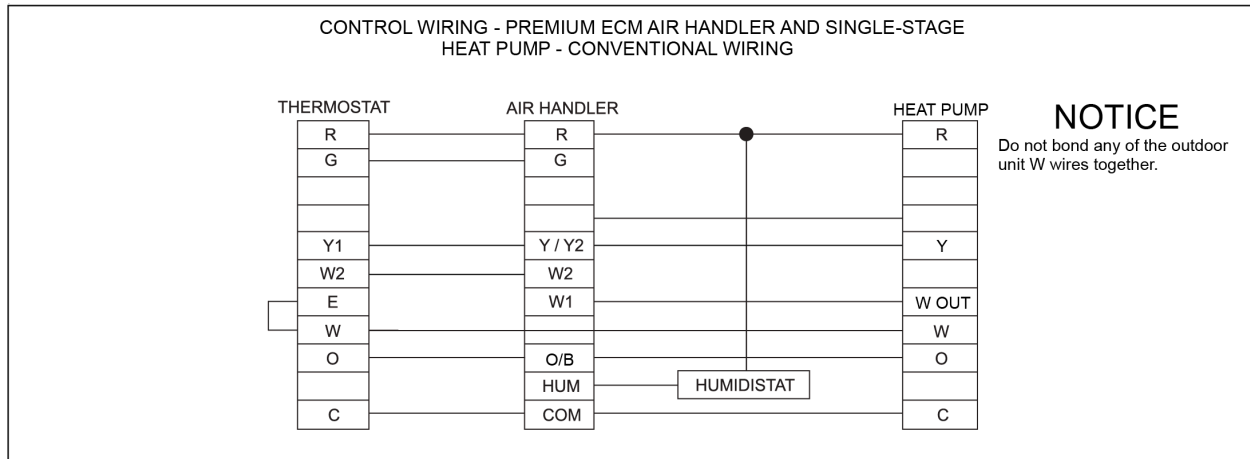 CONTROL WIRING - PREMIUM ECM AIR HANDLER AND SINGLE-STAGE
HEAT PUMP - CONVENTIONAL WIRING
THERMOSTAT
R
G
Y1
W2
E
W
O
C
AIR HANDLER
R
G
Y / Y2
W2
W1
O/B
HUM
COM
HUMIDISTAT
HEAT PUMP
R
Y
W OUT
W
O
C
NOTICE
Do not bond any of the outdoor
unit W wires together.